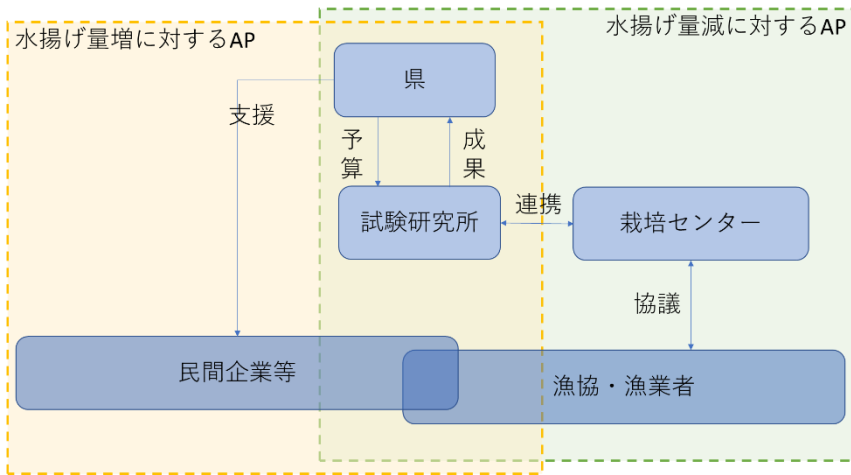 水揚げ量増に対するAP
水揚げ量減に対するAP
県
支援
予算
成果
試験研究所
連携
栽培センター
協議
民間企業等
漁協・漁業者